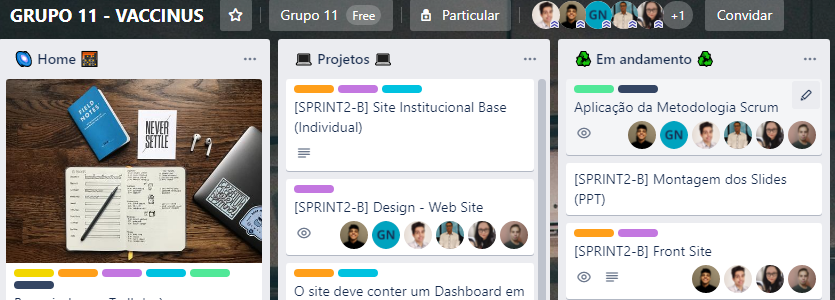 GRUPO 11 - VACCINUS
Grupo 11 Free
Particular
GN
+1
Convidar
Home
FIELD NOTES
NEVER
SETTLE
Projetos
[SPRINT2-B] Site Institucional Base
(Individual)
[SPRINT2-B] Design - Web Site
GN
O site deve conter um Dashboard em
Em andamento
Aplicação da Metodologia Scrum
GN
[SPRINT2-B] Montagem dos Slides
(PPT)
[SPRINT2-B] Front Site